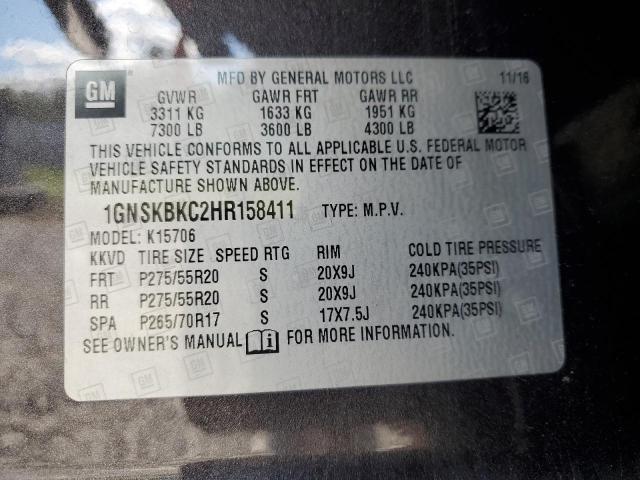 GM
MFD BY GENERAL MOTORS LLC 11/16
GVWR GAWR FRT GAWR RR
3311 KG 1633 KG 1951 KG
7300 LB 3600 LB 4300 LB
THIS VEHICLE CONFORMS TO ALL APPLICABLE U.S. FEDERAL MOTOR
VEHICLE SAFETY STANDARDS IN EFFECT ON THE DATE OF
MANUFACTURE SHOWN ABOVE.
1GNSKBKC2HR158411 TYPE: M.P.V.
MODEL: K15706
KKVD TIRE SIZE SPEED RTG RIM COLD TIRE PRESSURE
FRT P275/55R20 S 20X9J 240KPA(35PSI)
RR P275/55R20 S 20X9J 240KPA(35PSI)
SPA P265/70R17 S 17X7.5J 240KPA(35PSI)
SEE OWNER'S MANUAL FOR MORE INFORMATION.